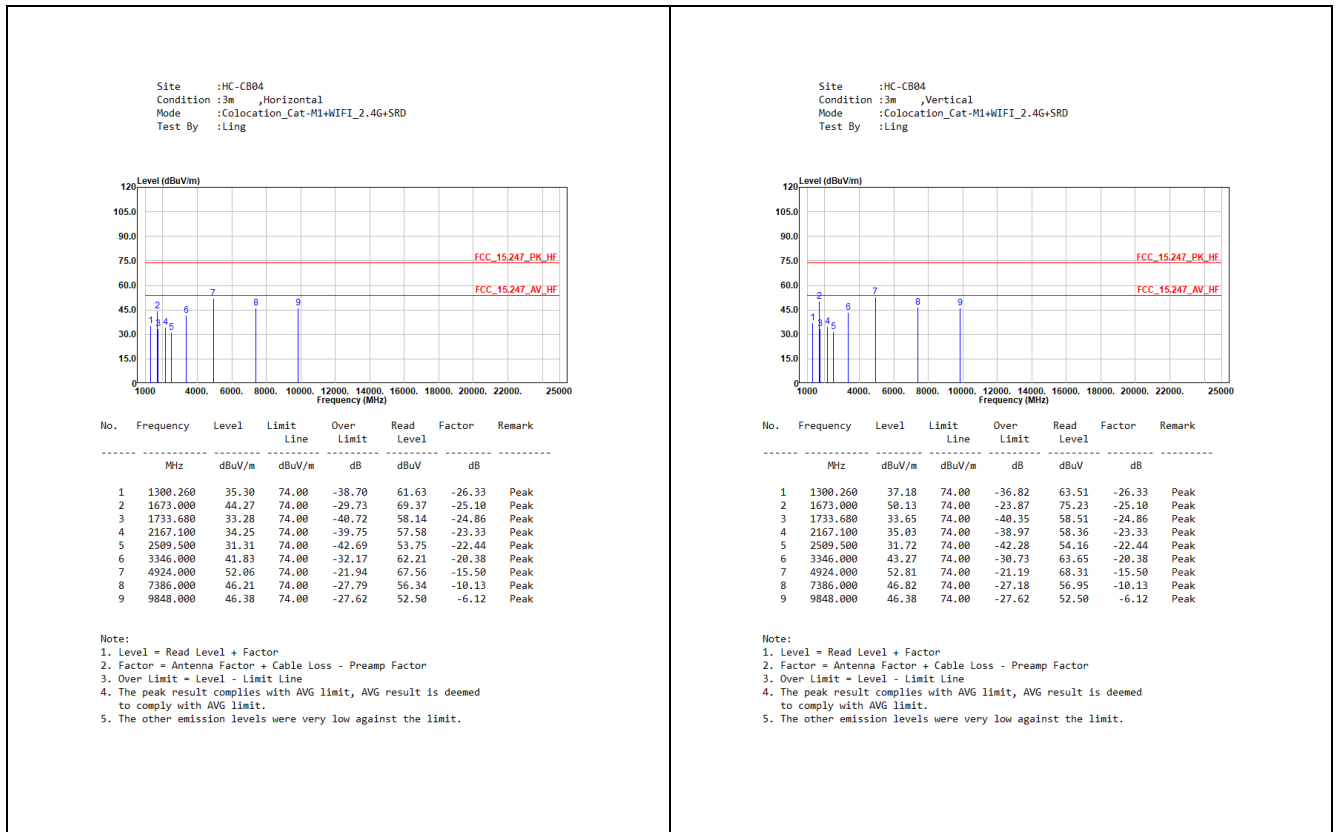 Site :HC-CB04
Condition :3m ,Horizontal
Mode :Colocation_Cat-M1+WIFI_2.4G+SRD
Test By :Ling
Level (dBuV/m)
120
105.0
90.0
75.0
60.0
45.0
30.0
15.0
0
FCC_15.247_PK_HF
FCC_15.247_AV_HF
1 2 3 4 5 6 7 8 9
1000 4000. 6000. 8000. 10000. 12000. 14000. 16000. 18000. 20000. 22000. 25000
Frequency (MHz)
No. Frequency Level Limit Over Read Factor Remark
Line Limit Level
------ ----------- -------- -------- --------- -------- -------- ---------
MHz dBuV/m dBuV/m dB dBuV dB
1 1300.260 35.30 74.00 -38.70 61.63 -26.33 Peak
2 1673.000 44.27 74.00 -29.73 69.37 -25.10 Peak
3 1733.680 33.28 74.00 -40.72 58.14 -24.86 Peak
4 2167.100 34.25 74.00 -39.75 57.58 -23.33 Peak
5 2509.500 31.31 74.00 -42.69 53.75 -22.44 Peak
6 3346.000 41.83 74.00 -32.17 62.21 -20.38 Peak
7 4924.000 52.06 74.00 -21.94 67.56 -15.50 Peak
8 7386.000 46.21 74.00 -27.79 56.34 -10.13 Peak
9 9848.000 46.38 74.00 -27.62 52.50 -6.12 Peak
Note:
1. Level = Read Level + Factor
2. Factor = Antenna Factor + Cable Loss - Preamp Factor
3. Over Limit = Level - Limit Line
4. The peak result complies with AVG limit, AVG result is deemed
to comply with AVG limit.
5. The other emission levels were very low against the limit.
Site :HC-CB04
Condition :3m ,Vertical
Mode :Colocation_Cat-M1+WIFI_2.4G+SRD
Test By :Ling
Level (dBuV/m)
120
105.0
90.0
75.0
60.0
45.0
30.0
15.0
0
FCC_15.247_PK_HF
FCC_15.247_AV_HF
1 2 3 4 5 6 7 8 9
1000 4000. 6000. 8000. 10000. 12000. 14000. 16000. 18000. 20000. 22000. 25000
Frequency (MHz)
No. Frequency Level Limit Over Read Factor Remark
Line Limit Level
------ ----------- -------- -------- --------- -------- -------- ---------
MHz dBuV/m dBuV/m dB dBuV dB
1 1300.260 37.18 74.00 -36.82 63.51 -26.33 Peak
2 1673.000 50.13 74.00 -23.87 75.23 -25.10 Peak
3 1733.680 33.65 74.00 -40.35 58.51 -24.86 Peak
4 2167.100 35.03 74.00 -38.97 58.36 -23.33 Peak
5 2509.500 31.72 74.00 -42.28 54.16 -22.44 Peak
6 3346.000 43.27 74.00 -30.73 63.65 -20.38 Peak
7 4924.000 52.81 74.00 -21.19 68.31 -15.50 Peak
8 7386.000 46.82 74.00 -27.18 56.95 -10.13 Peak
9 9848.000 46.38 74.00 -27.62 52.50 -6.12 Peak
Note:
1. Level = Read Level + Factor
2. Factor = Antenna Factor + Cable Loss - Preamp Factor
3. Over Limit = Level - Limit Line
4. The peak result complies with AVG limit, AVG result is deemed
to comply with AVG limit.
5. The other emission levels were very low against the limit.